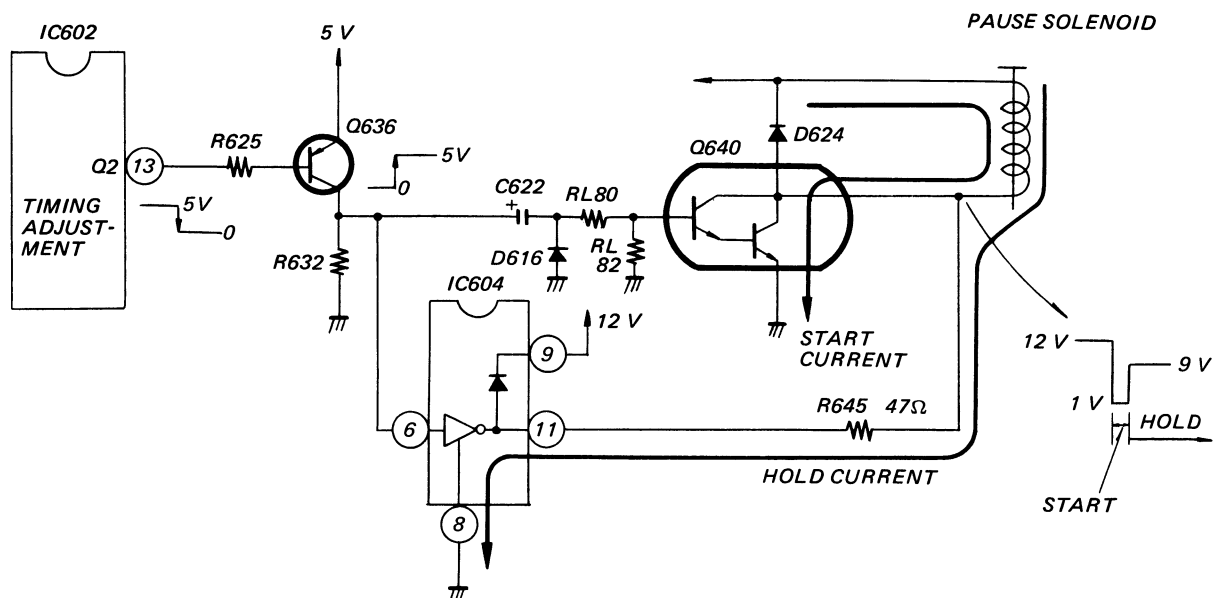 PAUSE SOLENOID
IC602
5 V
Q636
R625
Q2
13
5V
0
TIMING
ADJUST-
MENT
5V
0
R632
C622
+
RL80
D616
RL
82
Q640
D624
START
CURRENT
IC604
12 V
9
6
11
8
R645 47Ω
HOLD CURRENT
12 V
9 V
1 V
HOLD
START